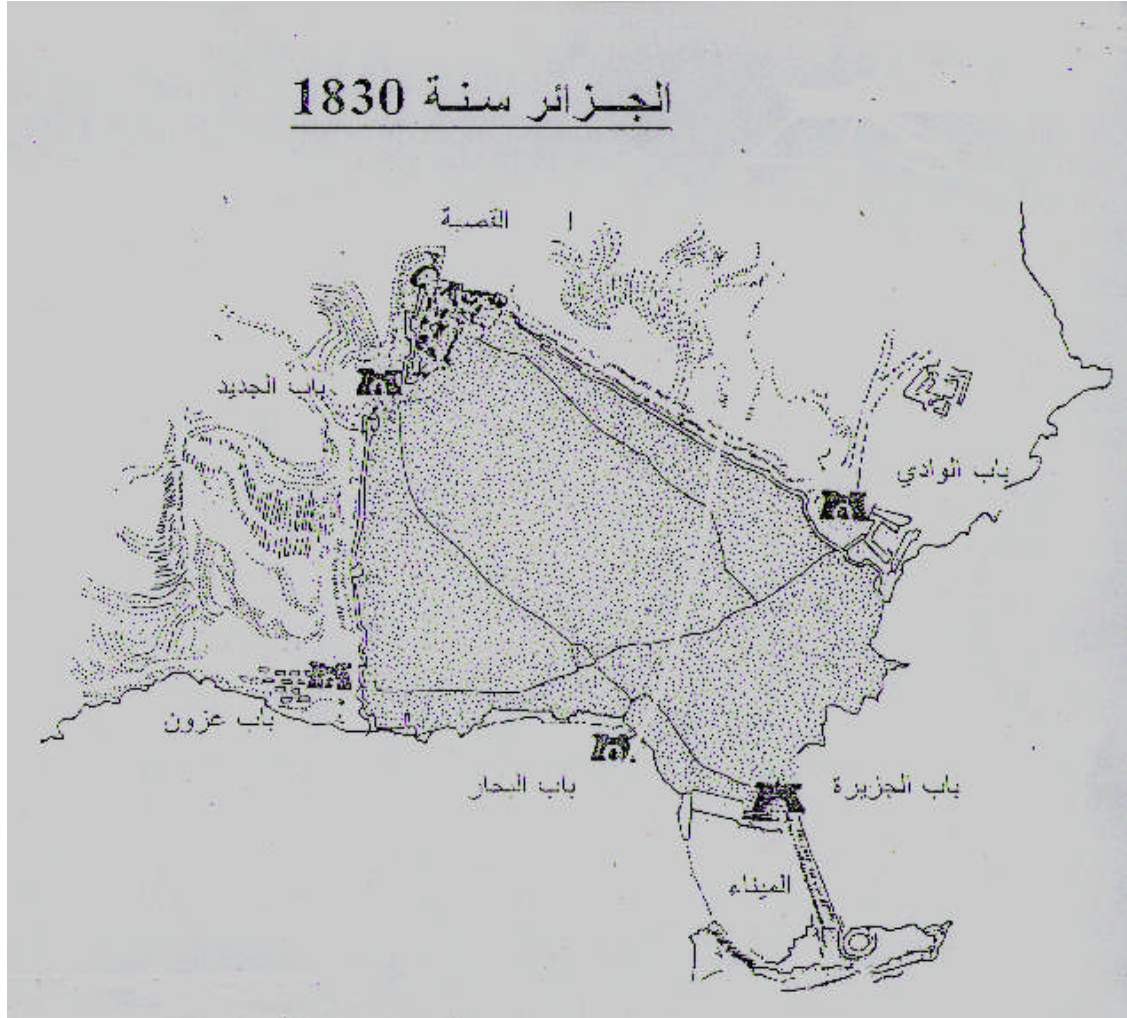 الجزائر سنة 1830
القصبة
باب الجديد
باب الوادي
باب عزون
باب البحار
باب الجزيرة
الميناء